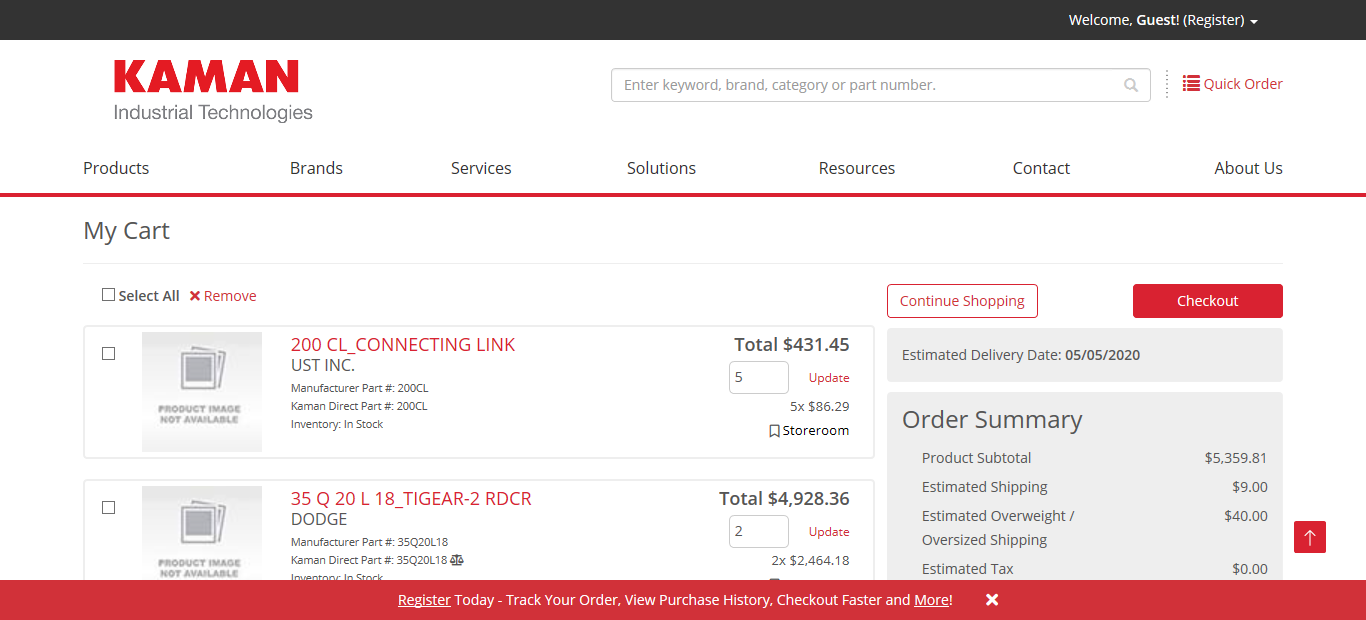 Welcome, Guest! (Register)
KAMAN
Industrial Technologies
Enter keyword, brand, category or part number.
Quick Order
Products Brands Services Solutions Resources Contact About Us
My Cart
Select All Remove
Continue Shopping Checkout
PRODUCT IMAGE
NOT AVAILABLE
200 CL_CONNECTING LINK
UST INC.
Manufacturer Part #: 200CL
Kaman Direct Part #: 200CL
Inventory: In Stock
Total $431.45
5 Update
5x $86.29
Storeroom
PRODUCT IMAGE
NOT AVAILABLE
35 Q 20 L 18_TIGEAR-2 RDCR
DODGE
Manufacturer Part #: 35Q20L18
Kaman Direct Part #: 35Q20L18
Inventory: In Stock
Total $4,928.36
2 Update
2x $2,464.18
Estimated Delivery Date: 05/05/2020
Order Summary
Product Subtotal $5,359.81
Estimated Shipping $9.00
Estimated Overweight / $40.00
Oversized Shipping
Estimated Tax $0.00
Register Today - Track Your Order, View Purchase History, Checkout Faster and More!